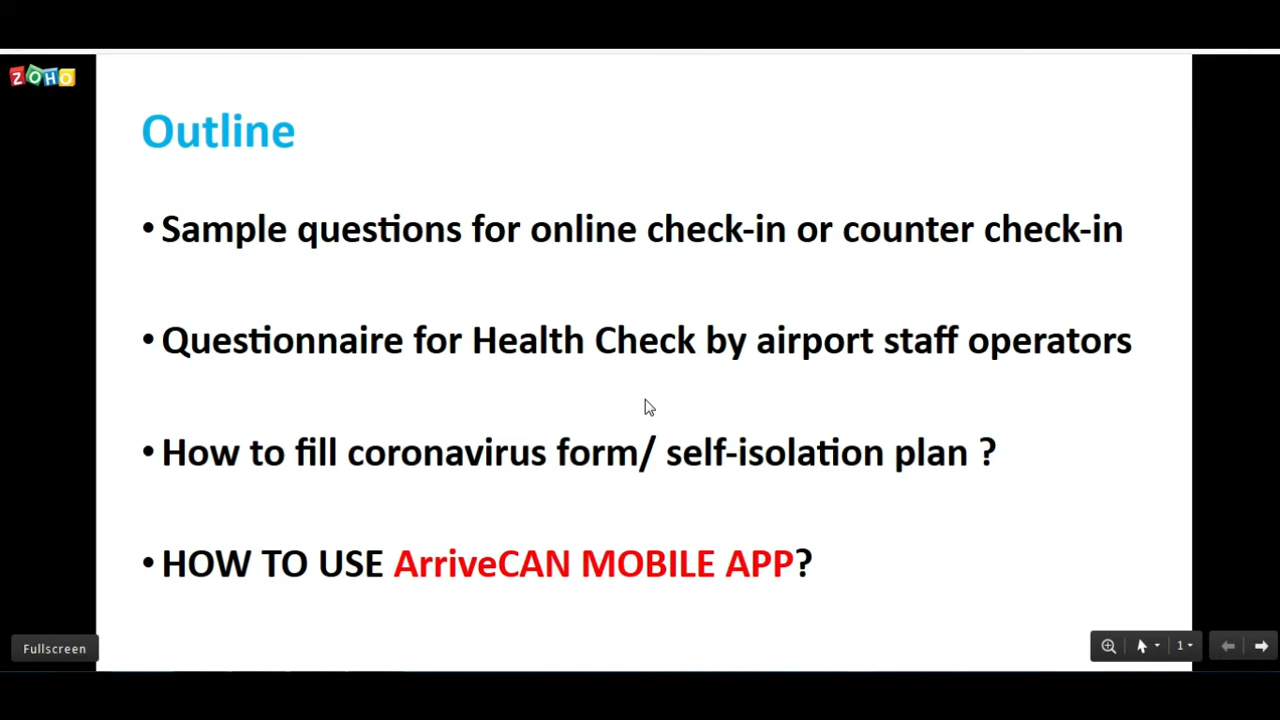 ZOHO
Outline
• Sample questions for online check-in or counter check-in
• Questionnaire for Health Check by airport staff operators
• How to fill coronavirus form/ self-isolation plan ?
• HOW TO USE ArriveCAN MOBILE APP?
Fullscreen
1